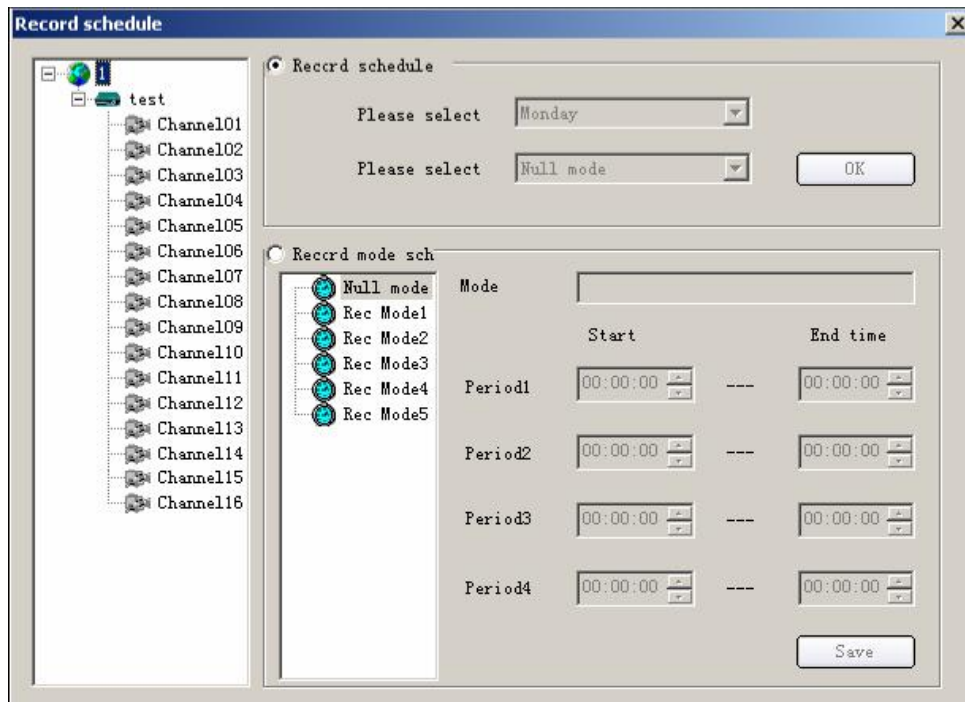 Record schedule
1
test
Channel01
Channel02
Channel03
Channel04
Channel05
Channel06
Channel07
Channel08
Channel09
Channel10
Channel11
Channel12
Channel13
Channel14
Channel15
Channel16
Reccrd schedule
Please select Monday
Please select Null mode OK
Reccrd mode sch
Null mode
Rec Mode1
Rec Mode2
Rec Mode3
Rec Mode4
Rec Mode5
Mode
Start End time
Period1 00:00:00 --- 00:00:00
Period2 00:00:00 --- 00:00:00
Period3 00:00:00 --- 00:00:00
Period4 00:00:00 --- 00:00:00
Save